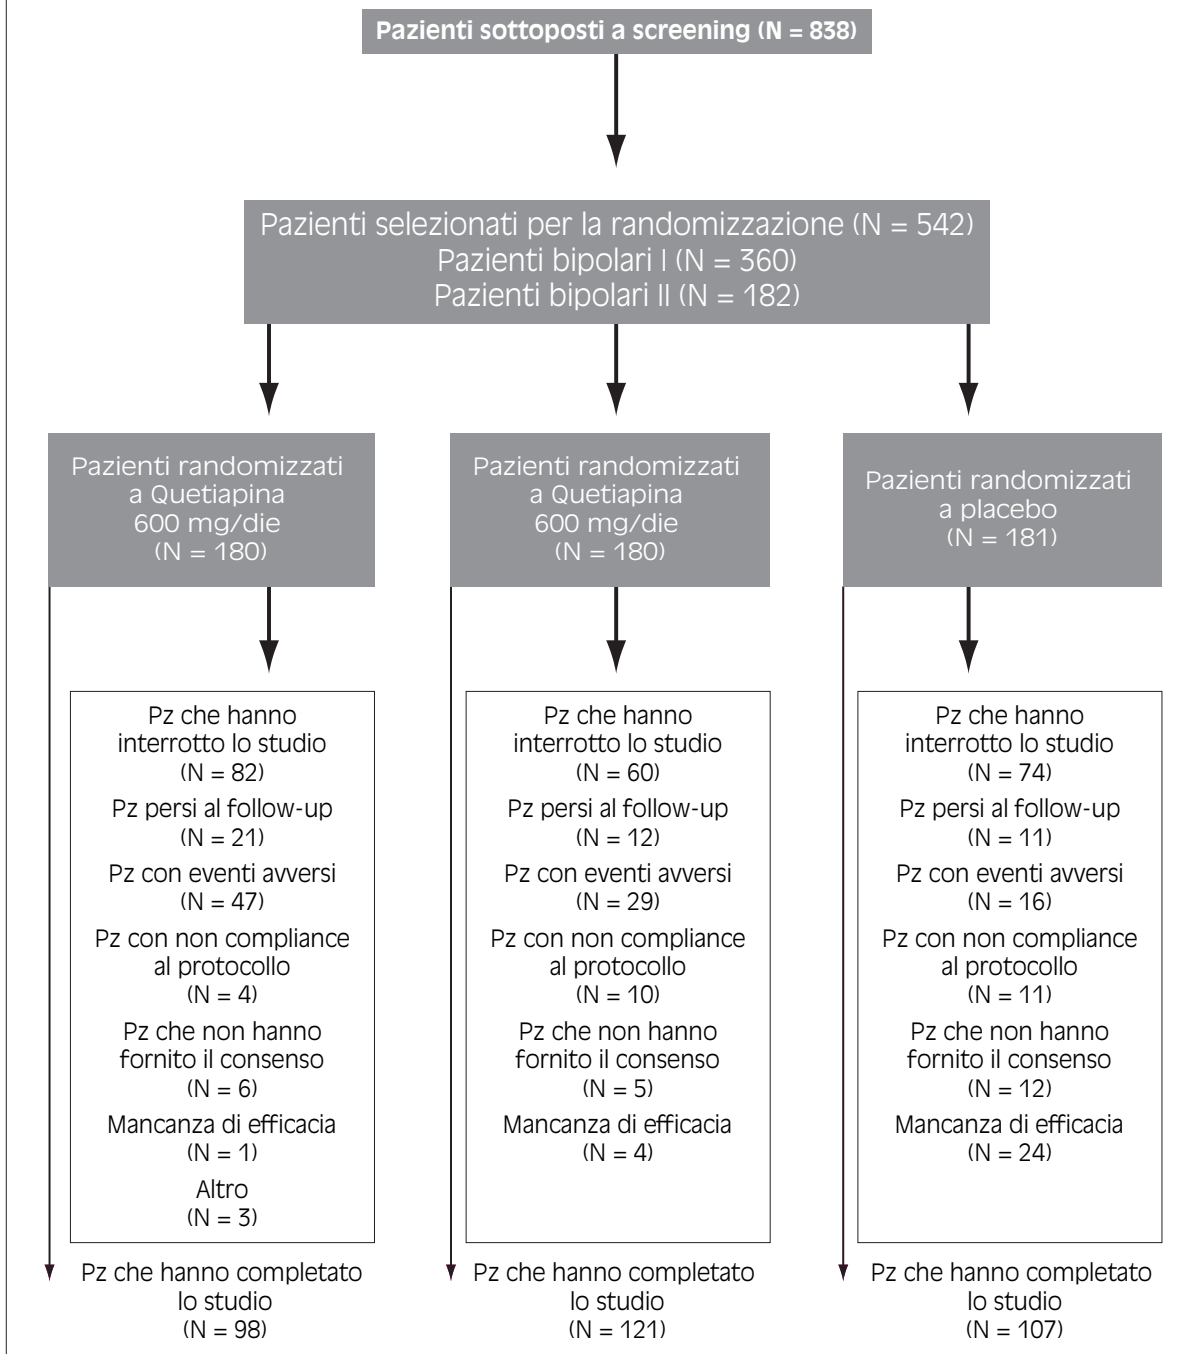 Pazienti sottoposti a screening (N = 838)
Pazienti selezionati per la randomizzazione (N = 542)
Pazienti bipolari I (N = 360)
Pazienti bipolari II (N = 182)
Pazienti randomizzati
a Quetiapina
600 mg/die
(N = 180)
Pazienti randomizzati
a Quetiapina
600 mg/die
(N = 180)
Pazienti randomizzati
a placebo
(N = 181)
Pz che hanno
interrotto lo studio
(N = 82)
Pz persi al follow-up
(N = 21)
Pz con eventi avversi
(N = 47)
Pz con non compliance
al protocollo
(N = 4)
Pz che non hanno
fornito il consenso
(N = 6)
Mancanza di efficacia
(N = 1)
Altro
(N = 3)
Pz che hanno
interrotto lo studio
(N = 60)
Pz persi al follow-up
(N = 12)
Pz con eventi avversi
(N = 29)
Pz con non compliance
al protocollo
(N = 10)
Pz che non hanno
fornito il consenso
(N = 5)
Mancanza di efficacia
(N = 4)
Pz che hanno
interrotto lo studio
(N = 74)
Pz persi al follow-up
(N = 11)
Pz con eventi avversi
(N = 16)
Pz con non compliance
al protocollo
(N = 11)
Pz che non hanno
fornito il consenso
(N = 12)
Mancanza di efficacia
(N = 24)
Pz che hanno completato
lo studio
(N = 98)
Pz che hanno completato
lo studio
(N = 121)
Pz che hanno completato
lo studio
(N = 107)